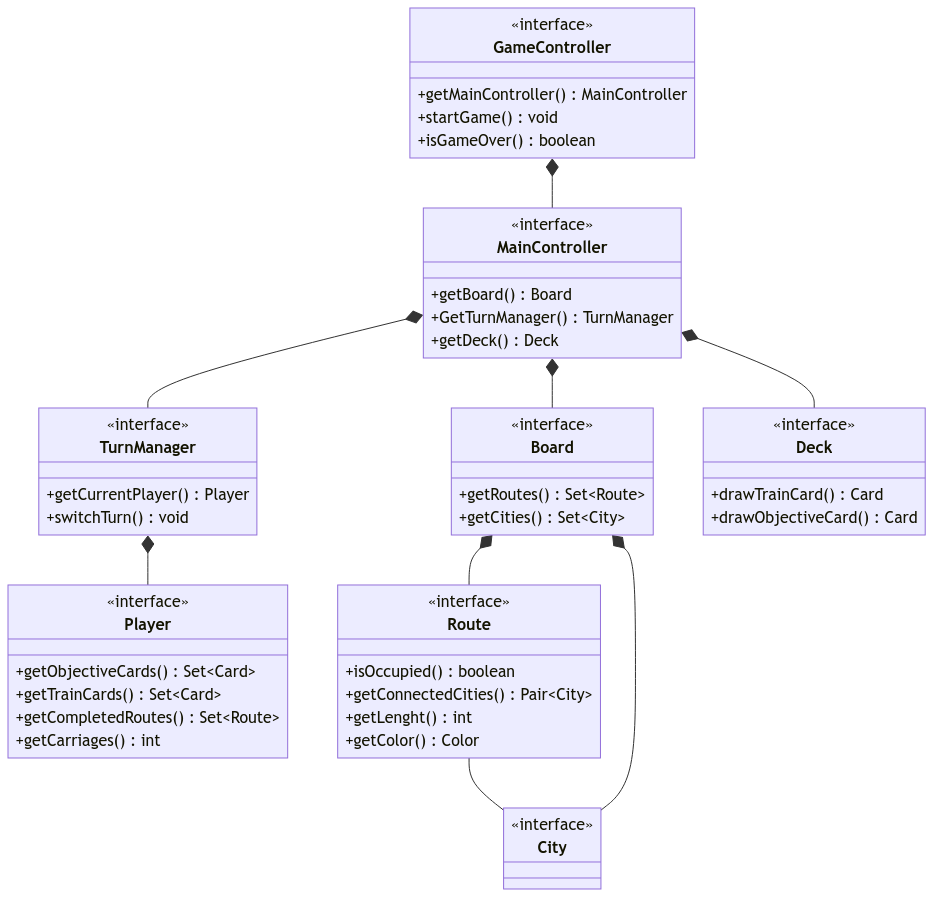 «interface»
GameController
+getMainController() : MainController
+startGame() : void
+isGameOver() : boolean
«interface»
MainController
+getBoard() : Board
+GetTurnManager() : TurnManager
+getDeck() : Deck
«interface»
TurnManager
+getCurrentPlayer() : Player
+switchTurn() : void
«interface»
Board
+getRoutes() : Set<Route>
+getCities() : Set<City>
«interface»
Deck
+drawTrainCard() : Card
+drawObjectiveCard() : Card
«interface»
Player
+getObjectiveCards() : Set<Card>
+getTrainCards() : Set<Card>
+getCompletedRoutes() : Set<Route>
+getCarriages() : int
«interface»
Route
+isOccupied() : boolean
+getConnectedCities() : Pair<City>
+getLenght() : int
+getColor() : Color
«interface»
City